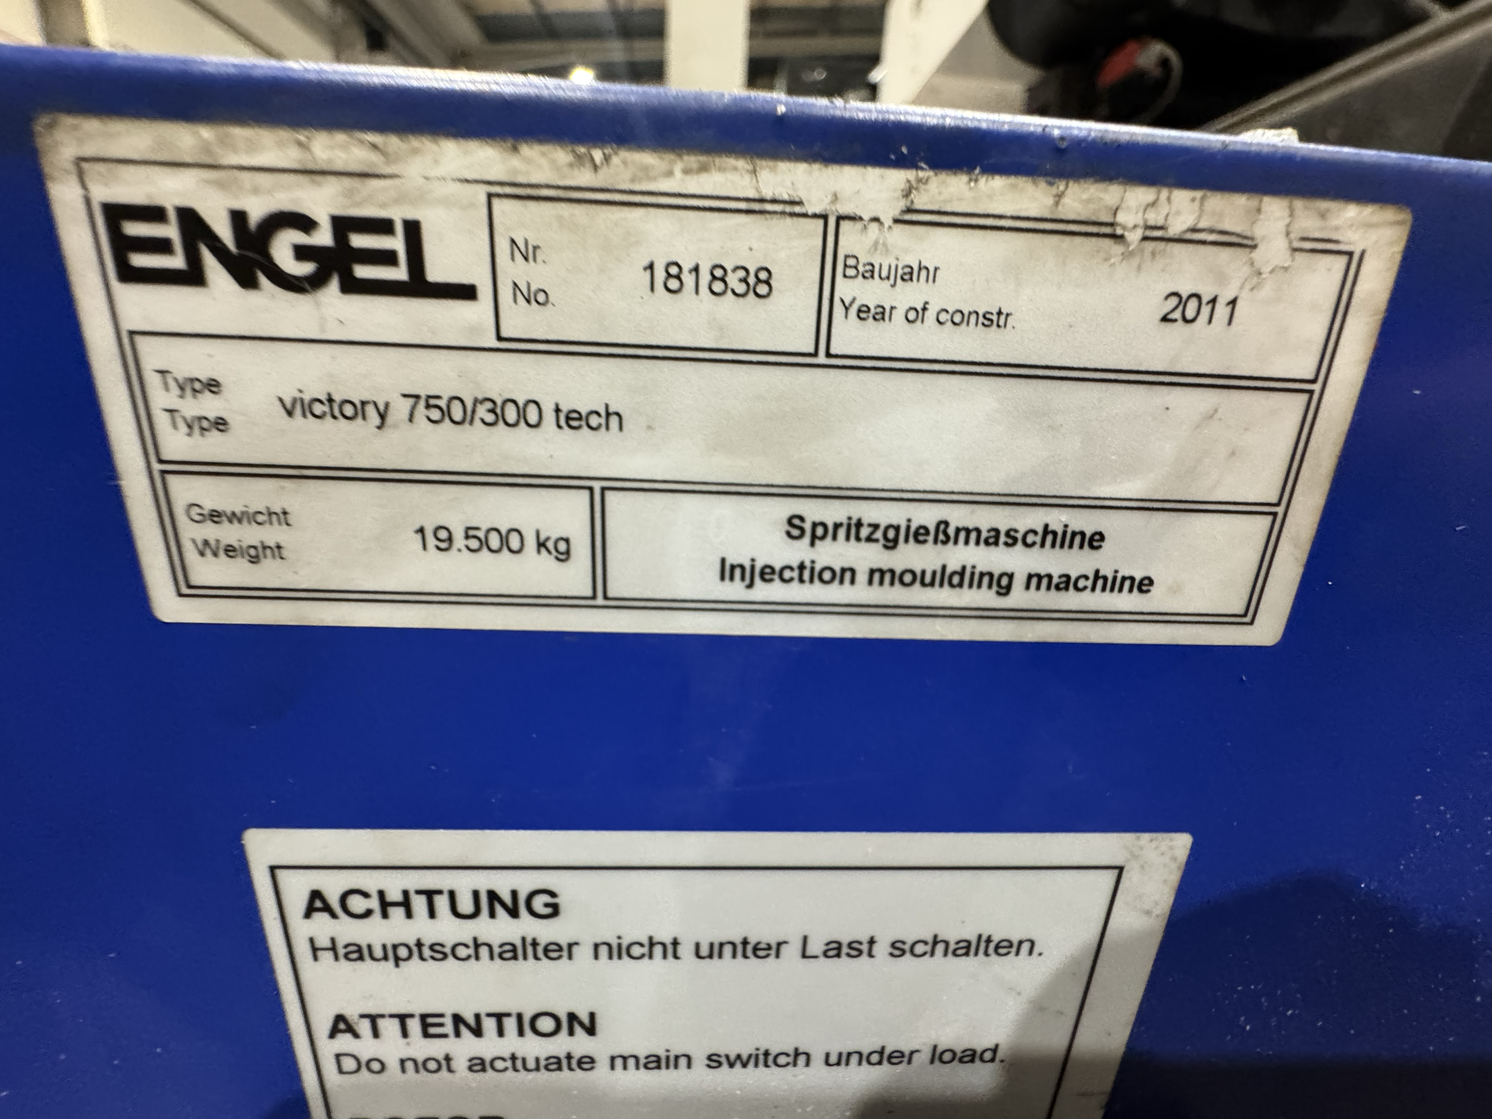 ENGEL
Nr.
No.
181838
Baujahr
Year of constr.
2011
Type
Type
victory 750/300 tech
Gewicht
Weight
19.500 kg
Spritzgießmaschine
Injection moulding machine
ACHTUNG
Hauptschalter nicht unter Last schalten.
ATTENTION
Do not actuate main switch under load.